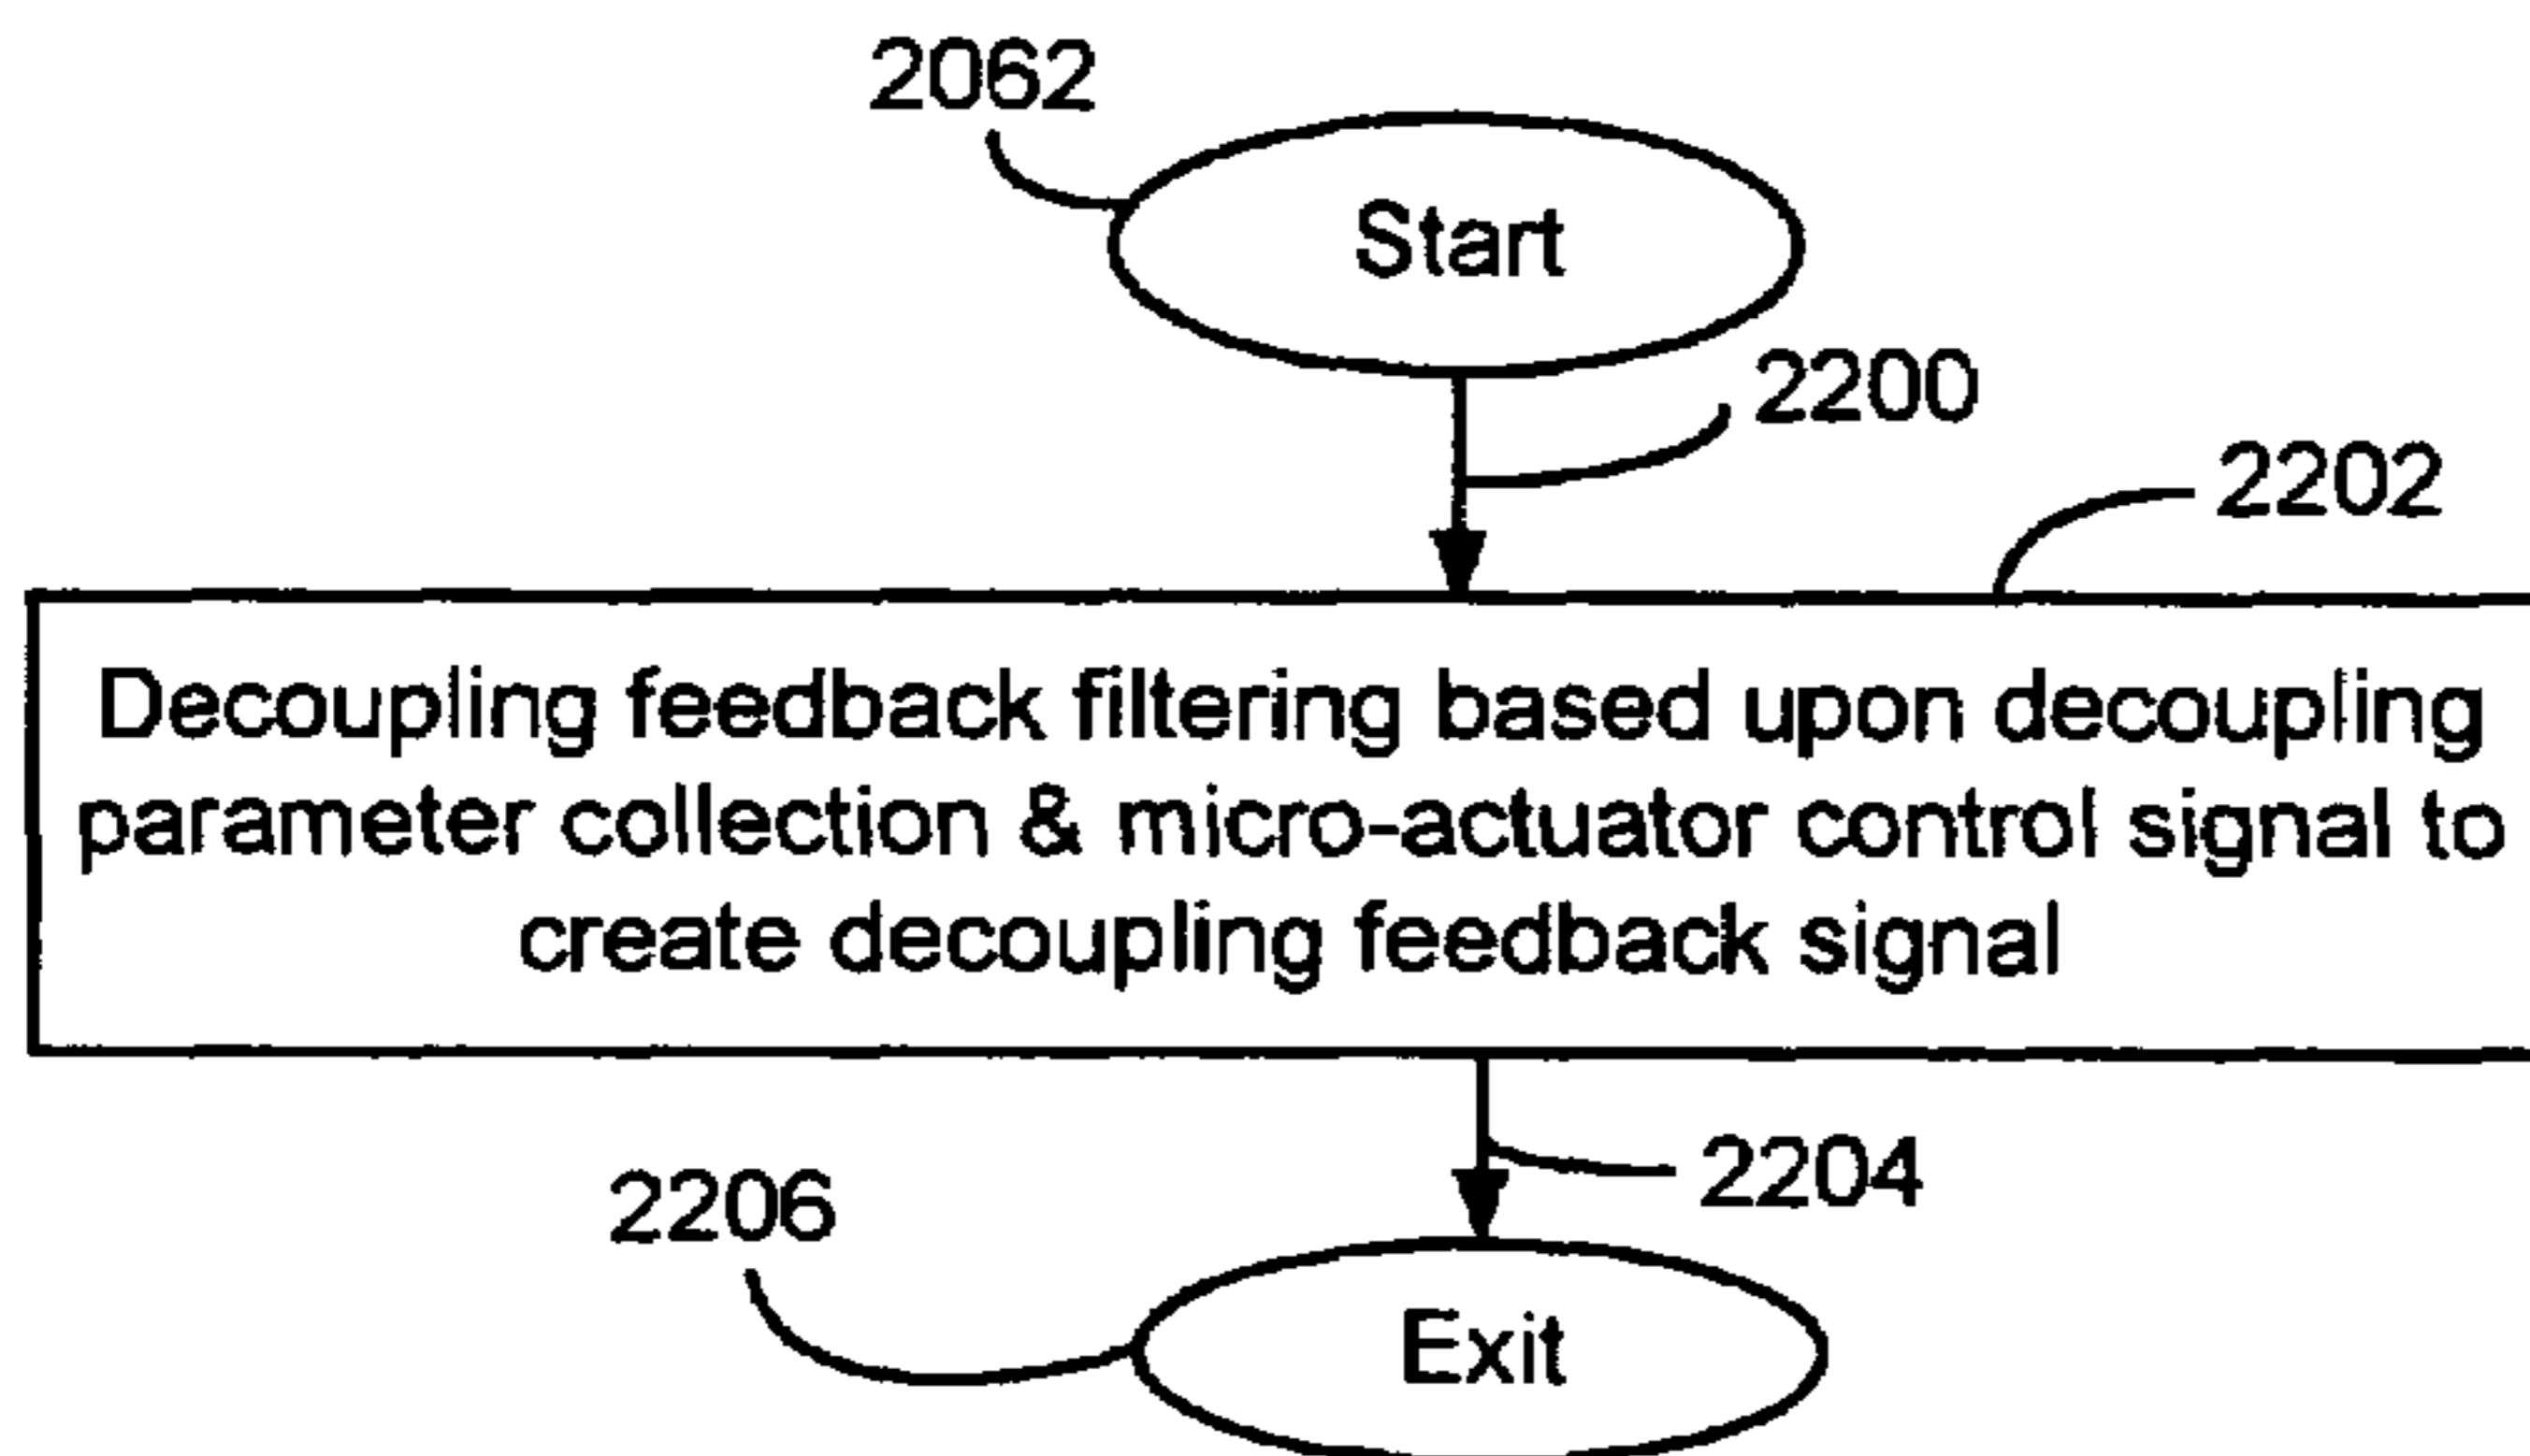 2062
Start
2200
2202
Decoupling feedback filtering based upon decoupling
parameter collection & micro-actuator control signal to
create decoupling feedback signal
2204
2206
Exit